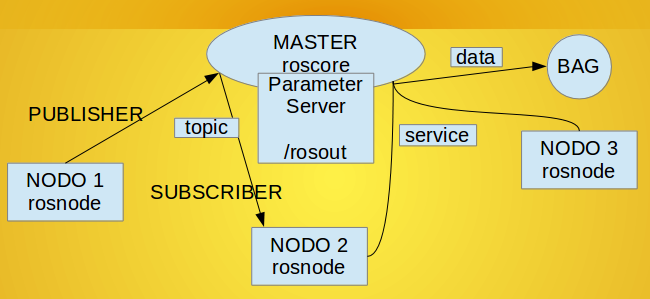 MASTER
roscore
Parameter
Server
/rosout
data
BAG
PUBLISHER
topic
service
NODO 1
rosnode
SUBSCRIBER
NODO 2
rosnode
NODO 3
rosnode